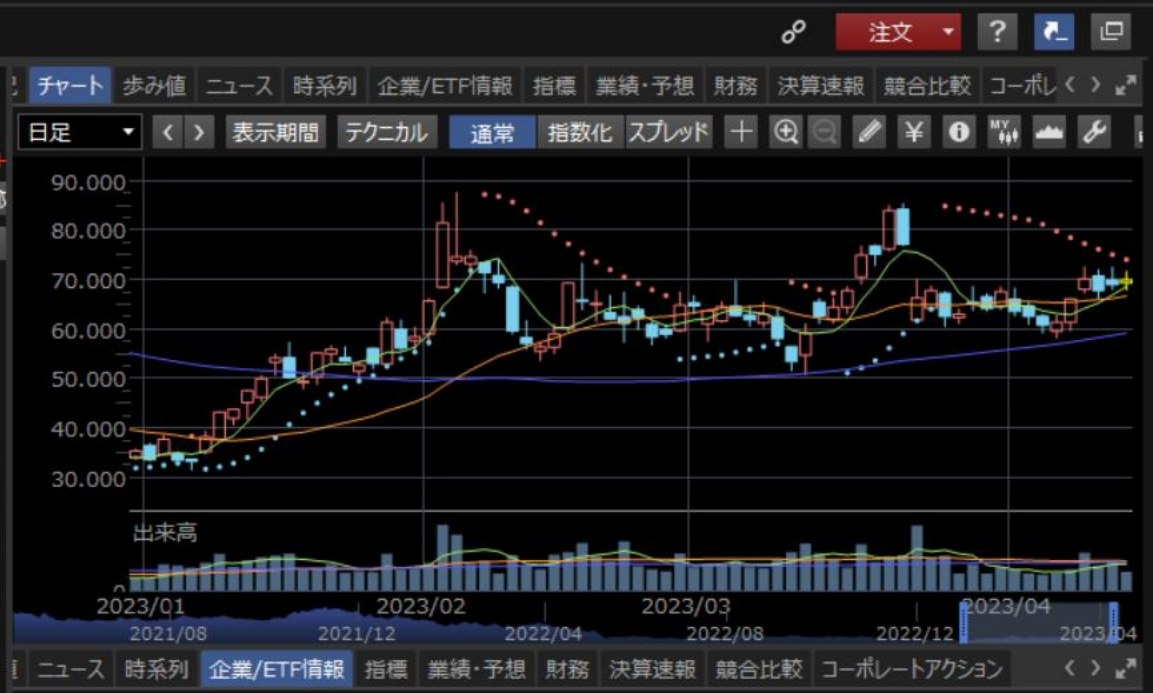 注文 ?
チャート 歩み値 ニュース 時系列 企業/ETF情報 指標 業績・予想 財務 決算速報 競合比較 コーポレ
日足 表示期間 テクニカル 通常 指数化 スプレッド ¥ MY
90.000
80.000
70.000
60.000
50.000
40.000
30.000
出来高
0
2023/01 2023/02 2023/03 2023/04
2021/08 2021/12 2022/04 2022/08 2022/12 2023/04
ニュース 時系列 企業/ETF情報 指標 業績・予想 財務 決算速報 競合比較 コーポレートアクション